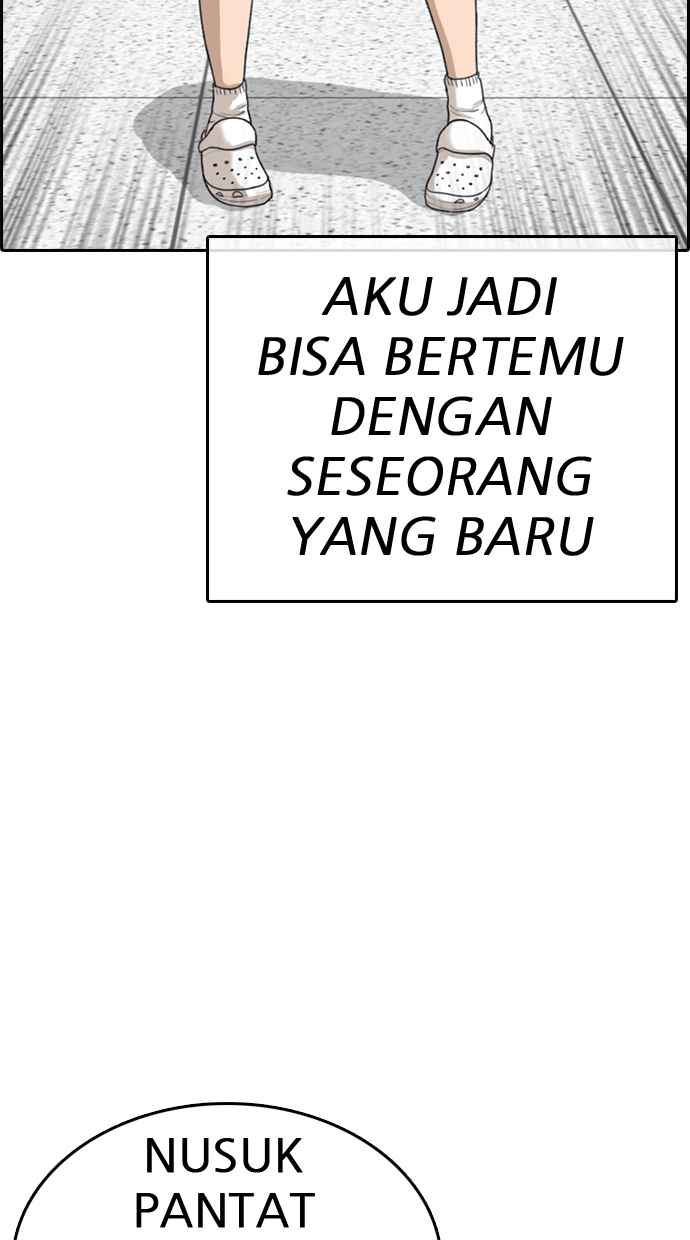 AKU JADI
BISA BERTEMU
DENGAN
SESEORANG
YANG BARU
NUSUK
PANTAT